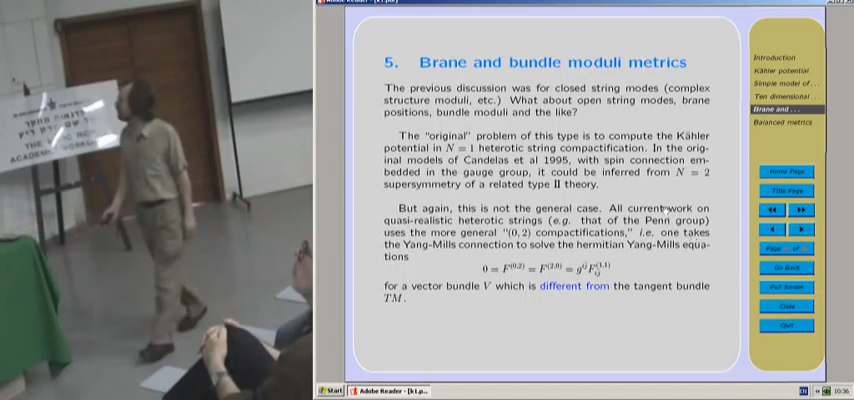 5. Brane and bundle moduli metrics
The previous discussion was for closed string modes (complex
structure moduli, etc.) What about open string modes, brane
positions, bundle moduli and the like?
The "original" problem of this type is to compute the Kähler
potential in N = 1 heterotic string compactification. In the orig-
inal models of Candelas et al 1995, with spin connection em-
bedded in the gauge group, it could be inferred from N = 2
supersymmetry of a related type II theory.
But again, this is not the general case. All current work on
quasi-realistic heterotic strings (e.g. that of the Penn group)
uses the more general "(0, 2) compactifications," i.e. one takes
the Yang-Mills connection to solve the hermitian Yang-Mills equa-
tions
0 = F^(0,2) = F^(2,0) = g^{ij} F_{ij}^(1,1)
for a vector bundle V which is different from the tangent bundle
TM.
Introduction
Kähler potential
Simple model of...
Ten dimensional...
Brane and...
Balanced metrics
Home Page
Title Page
Page of
Go Back
Full Screen
Close
Quit
Start
Adobe Reader - [k1.p...
EN
10:36
THE
ACADEMIC